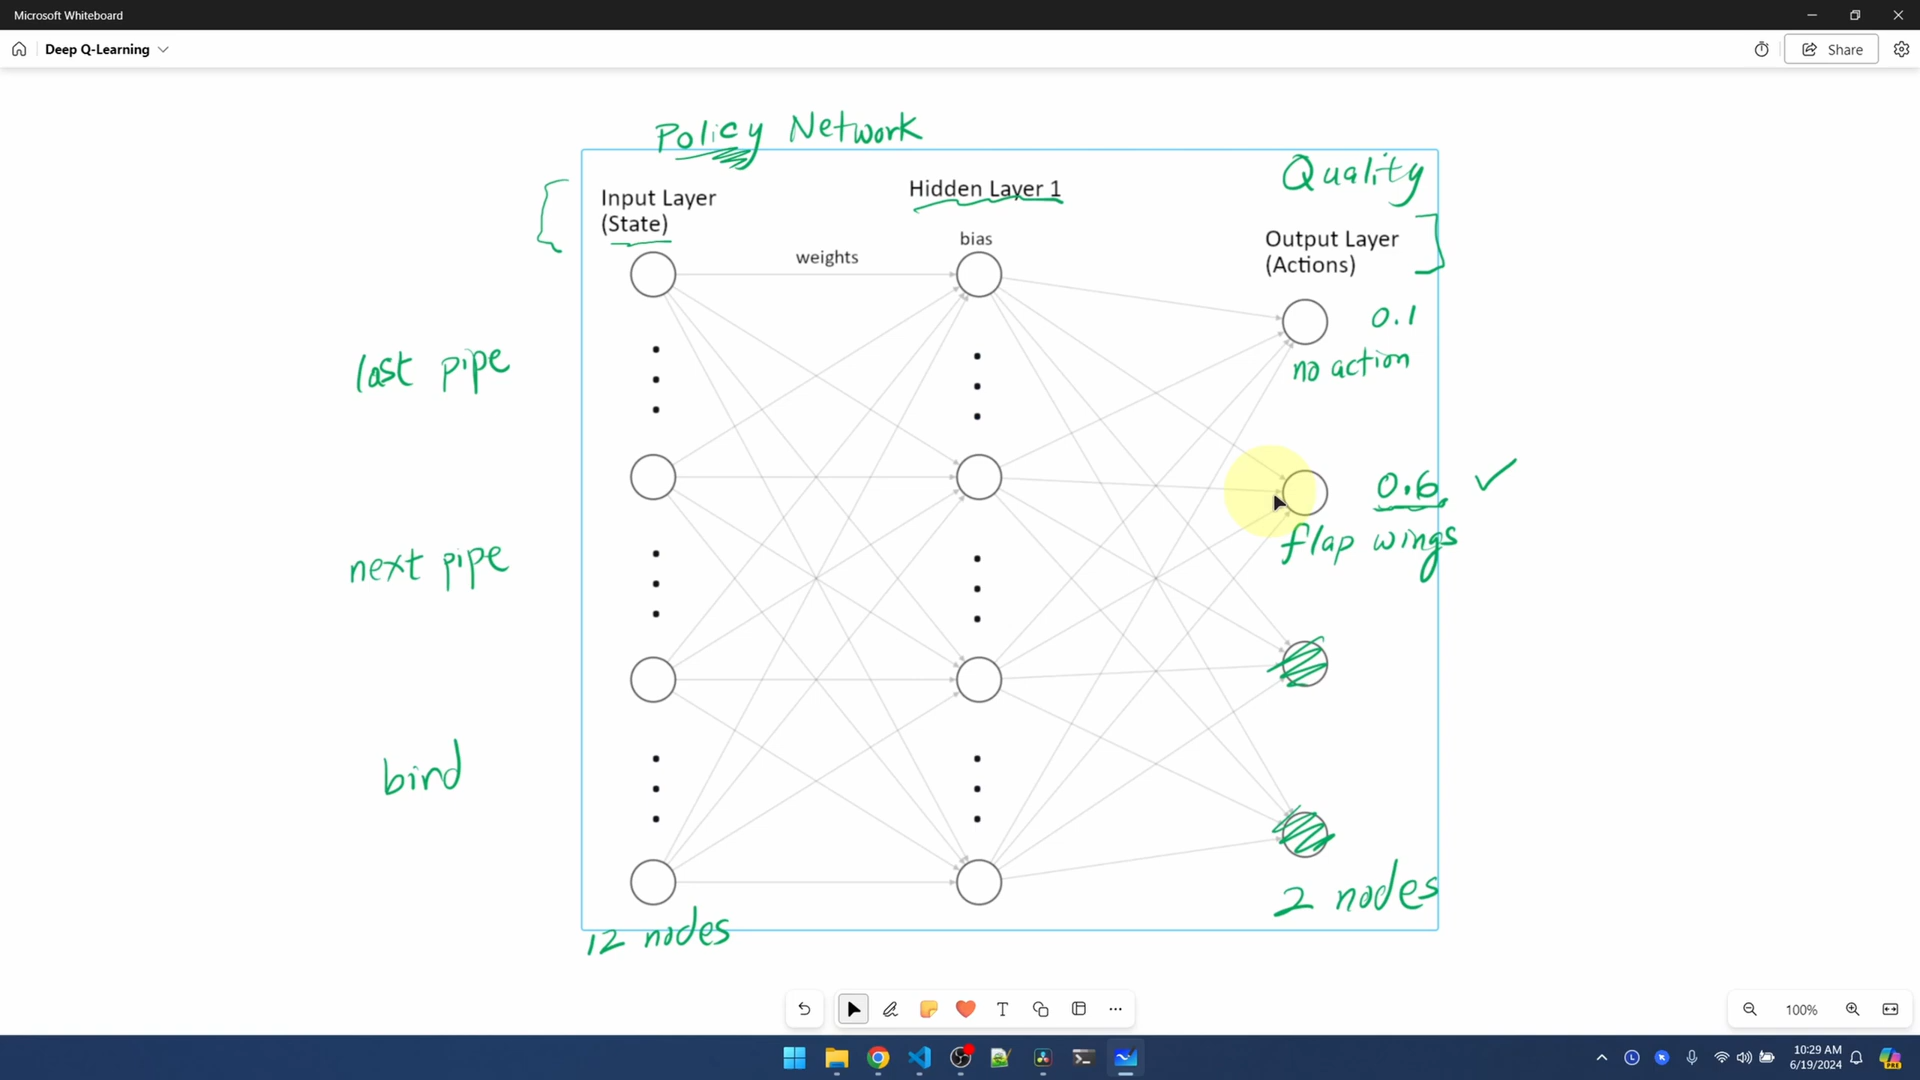 Microsoft Whiteboard
Deep Q-Learning
Share
Policy Network
Quality
Input Layer
(State)
Hidden Layer 1
Output Layer
(Actions)
weights
bias
0.1
no action
last pipe
0.6
flap wings
next pipe
bird
2 nodes
12 nodes
100%
10:29 AM
6/19/2024